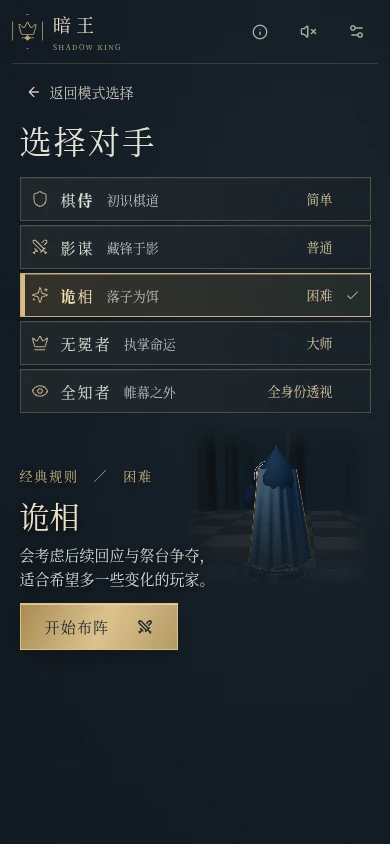 暗王
SHADOW KING
返回模式选择
选择对手
棋侍 初识棋道 简单
影谋 藏锋于影 普通
诡相 落子为饵 困难
无冕者 执掌命运 大师
全知者 帷幕之外 全身份透视
经典规则 ／ 困难
诡相
会考虑后续回应与祭台争夺，
适合希望多一些变化的玩家。
开始布阵